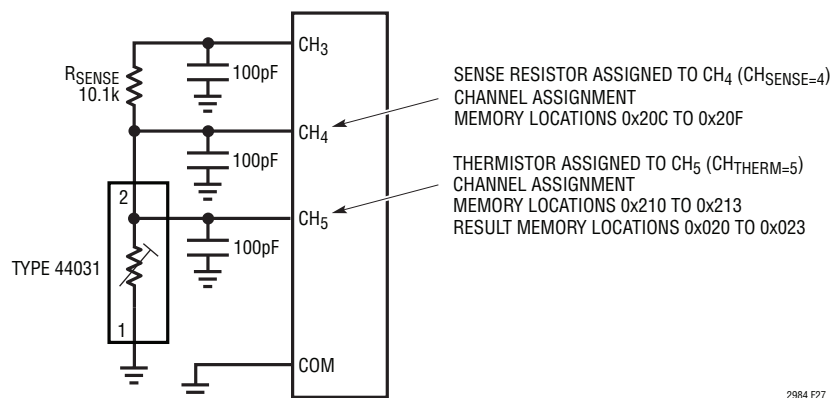 CH3
RSENSE
10.1k
100pF
CH4
100pF
2
CH5
100pF
TYPE 44031
1
COM
SENSE RESISTOR ASSIGNED TO CH4 (CHSENSE=4)
CHANNEL ASSIGNMENT
MEMORY LOCATIONS 0x20C TO 0x20F
THERMISTOR ASSIGNED TO CH5 (CHTHERM=5)
CHANNEL ASSIGNMENT
MEMORY LOCATIONS 0x210 TO 0x213
RESULT MEMORY LOCATIONS 0x020 TO 0x023
2984 F27